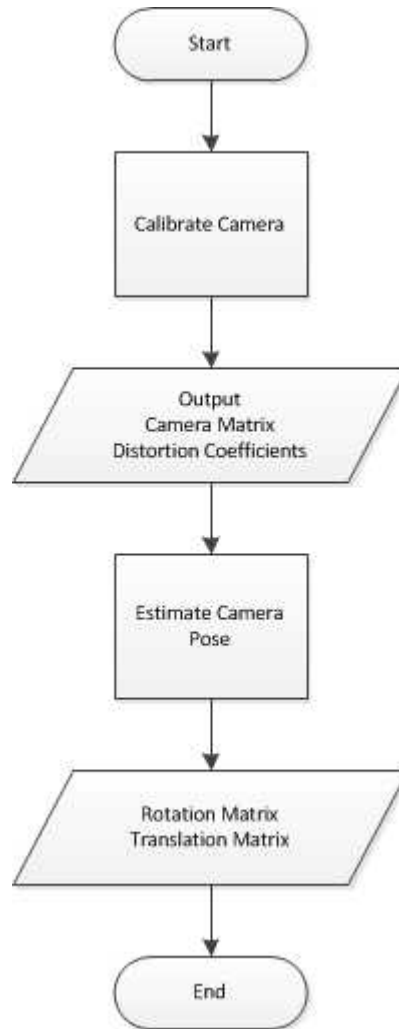 Start
Calibrate Camera
Output
Camera Matrix
Distortion Coefficients
Estimate Camera
Pose
Rotation Matrix
Translation Matrix
End